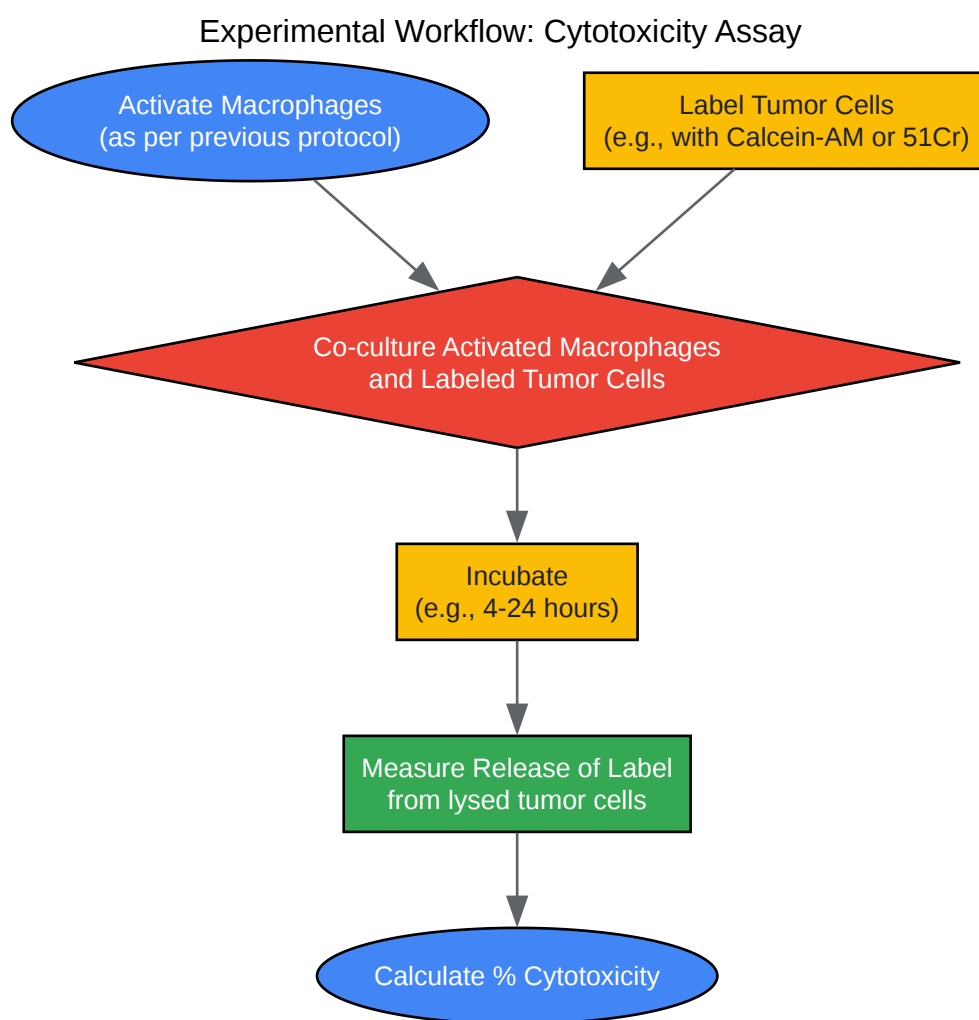 Experimental Workflow: Cytotoxicity Assay
Activate Macrophages
(as per previous protocol)
Label Tumor Cells
(e.g., with Calcein-AM or 51Cr)
Co-culture Activated Macrophages
and Labeled Tumor Cells
Incubate
(e.g., 4-24 hours)
Measure Release of Label
from lysed tumor cells
Calculate % Cytotoxicity